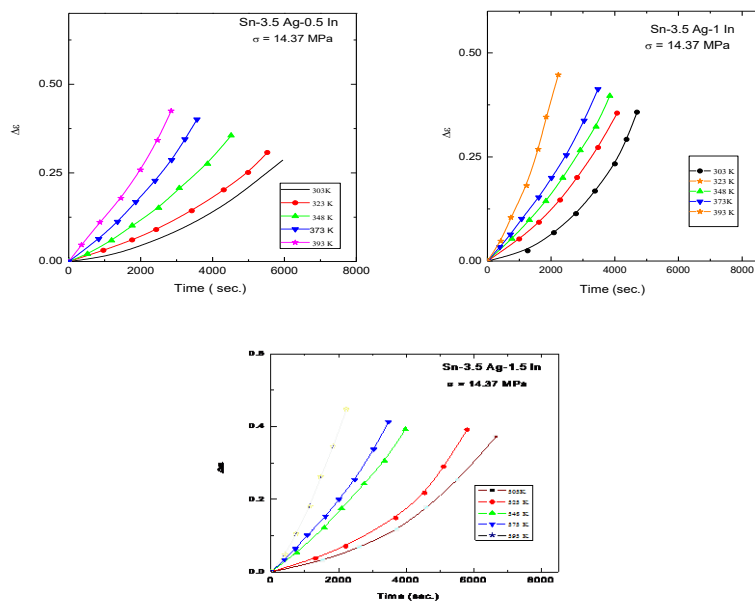 Sn-3.5 Ag-0.5 In
σ = 14.37 MPa
0.50
Δε
0.25
303K
323 K
348 K
373 K
393 K
0.00
0 2000 4000 6000 8000
Time ( sec.)
Sn-3.5 Ag-1 In
σ = 14.37 MPa
0.50
Δε
0.25
303 K
323 K
348 K
373K
393 K
0.00
0 2000 4000 6000 8000
Time (sec.)
Sn-3.5 Ag-1.5 In
σ = 14.37 MPa
0.4
Δε
0.2
0.0
0 2000 4000 6000 8000
Time (sec.)